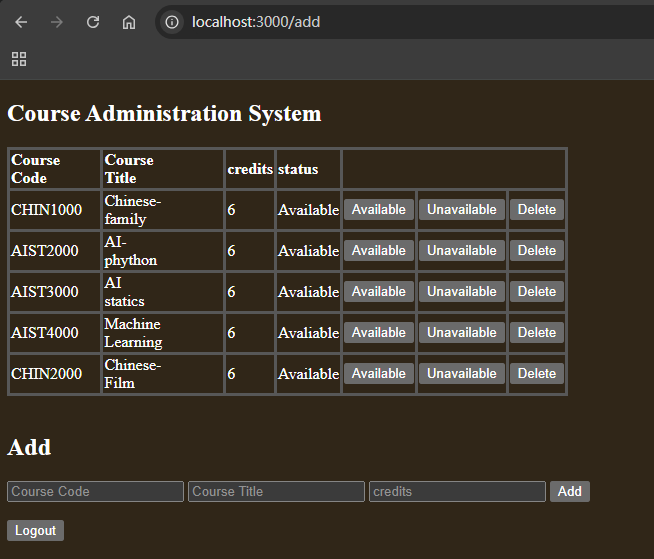 localhost:3000/add
Course Administration System
Course Code Course Title credits status
CHIN1000 Chinese-family 6 Available Available Unavailable Delete
AIST2000 AI-phython 6 Avaliable Available Unavailable Delete
AIST3000 AI statics 6 Avaliable Available Unavailable Delete
AIST4000 Machine Learning 6 Avaliable Available Unavailable Delete
CHIN2000 Chinese-Film 6 Available Available Unavailable Delete
Add
Course Code Course Title credits Add
Logout